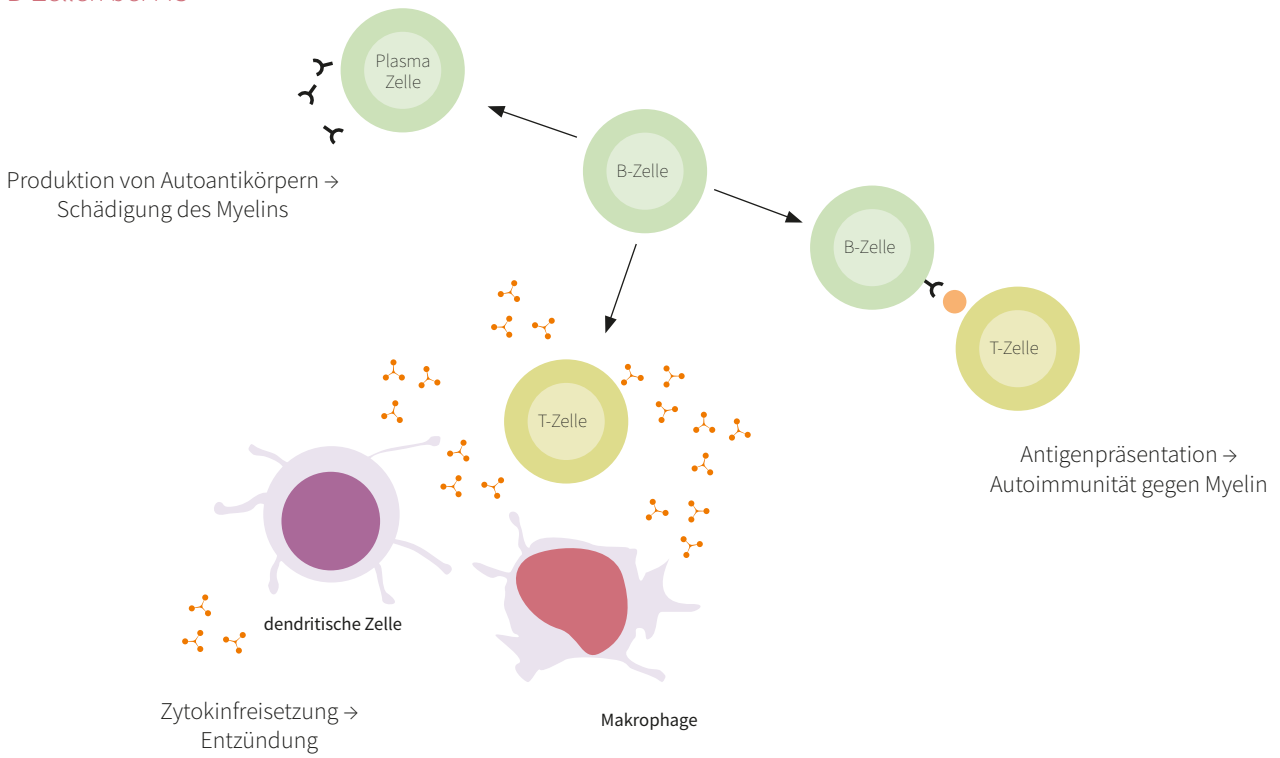 Plasma
Zelle
B-Zelle
Produktion von Autoantikörpern →
Schädigung des Myelins
B-Zelle
T-Zelle
T-Zelle
Antigenpräsentation →
Autoimmunität gegen Myelin
dendritische Zelle
Zytokinfreisetzung →
Entzündung
Makrophage